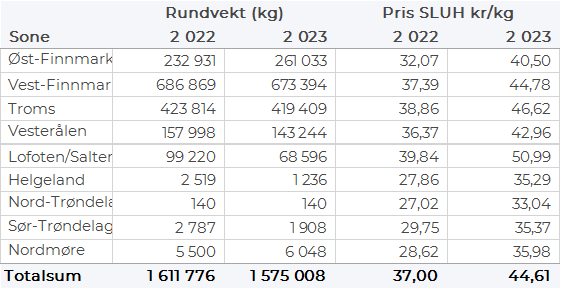 Rundvekt (kg) Pris SLUH kr/kg
Sone 2 022 2 023 2 022 2 023
Øst-Finnmark 232 931 261 033 32,07 40,50
Vest-Finnmar 686 869 673 394 37,39 44,78
Troms 423 814 419 409 38,86 46,62
Vesterålen 157 998 143 244 36,37 42,96
Lofoten/Salten 99 220 68 596 39,84 50,99
Helgeland 2 519 1 236 27,86 35,29
Nord-Trøndela 140 140 27,02 33,04
Sør-Trøndelag 2 787 1 908 29,75 35,37
Nordmøre 5 500 6 048 28,62 35,98
Totalsum 1 611 776 1 575 008 37,00 44,61